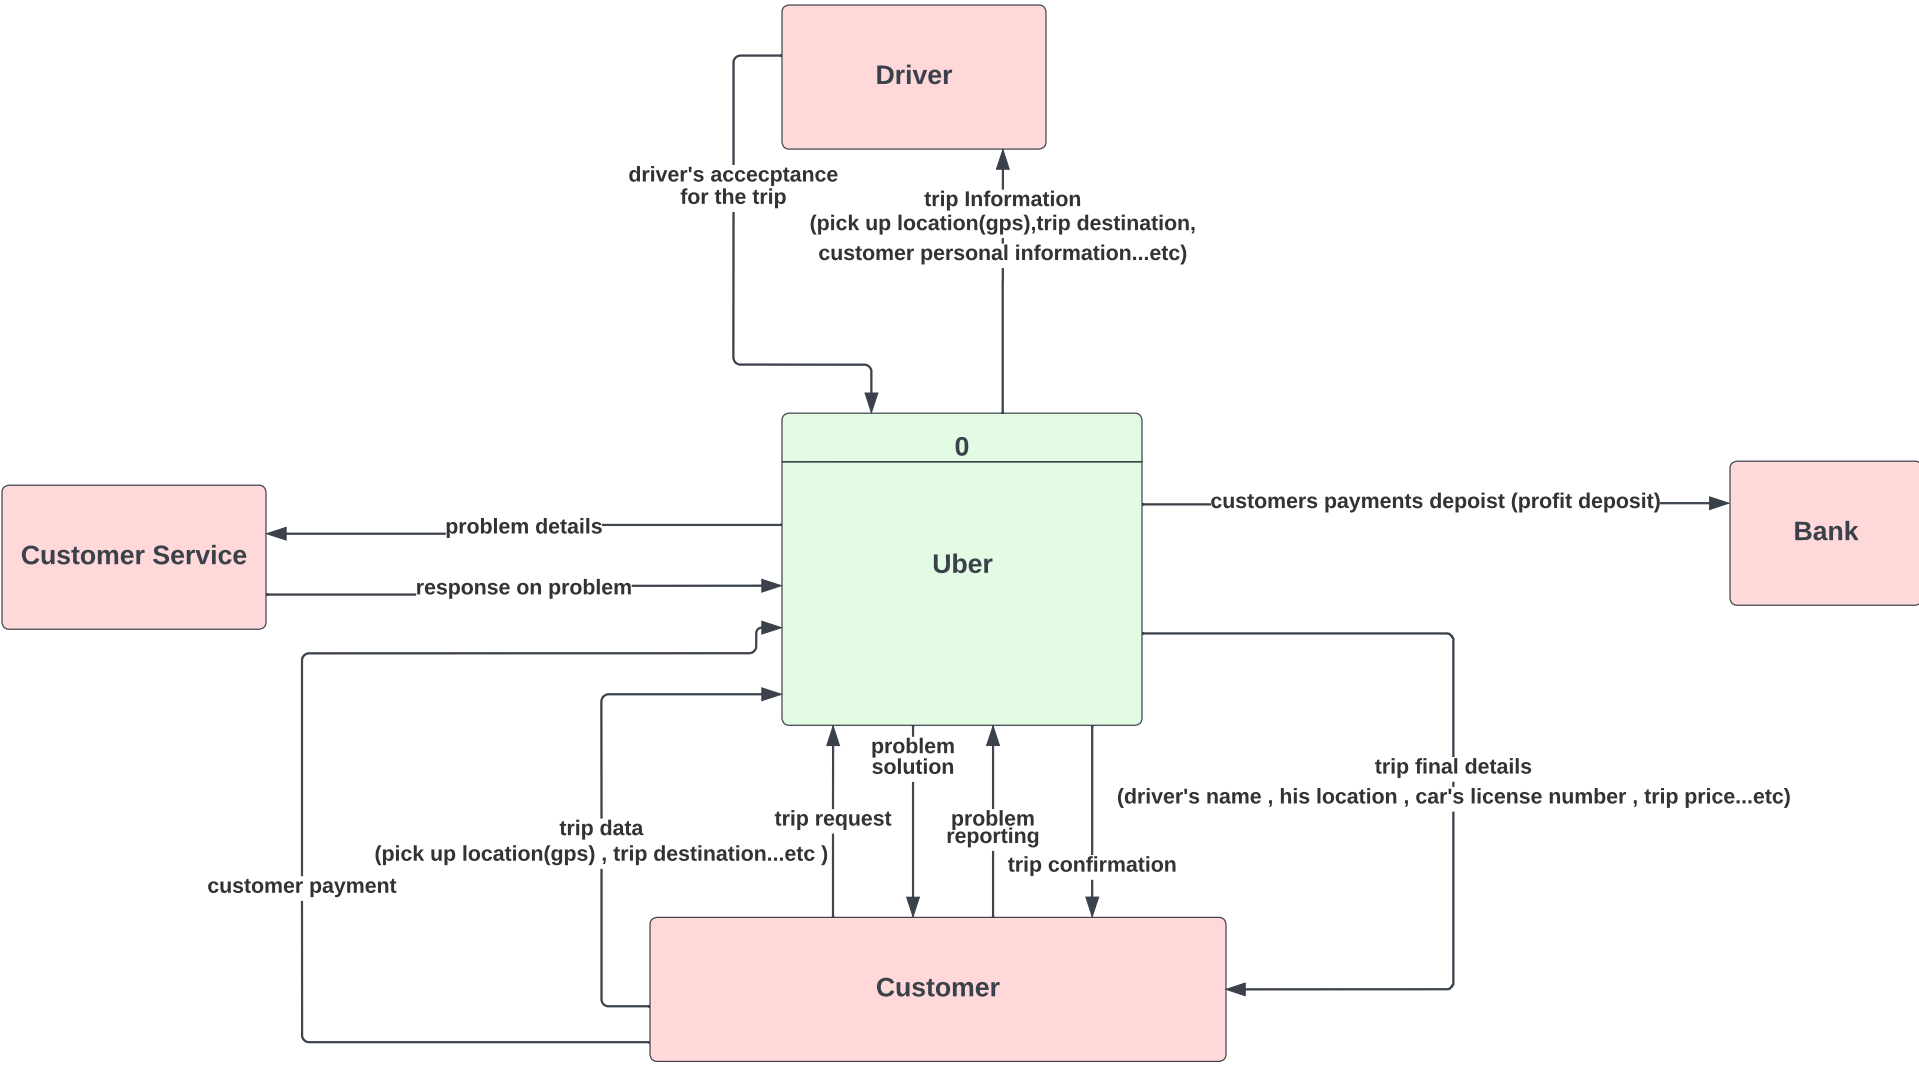 Driver
driver's accecptance
for the trip
trip Information
(pick up location(gps),trip destination,
customer personal information...etc)
0
Uber
customers payments depoist (profit deposit)
Bank
problem details
Customer Service
response on problem
problem
solution
trip final details
(driver's name , his location , car's license number , trip price...etc)
trip request
problem
reporting
trip data
(pick up location(gps) , trip destination...etc )
trip confirmation
customer payment
Customer